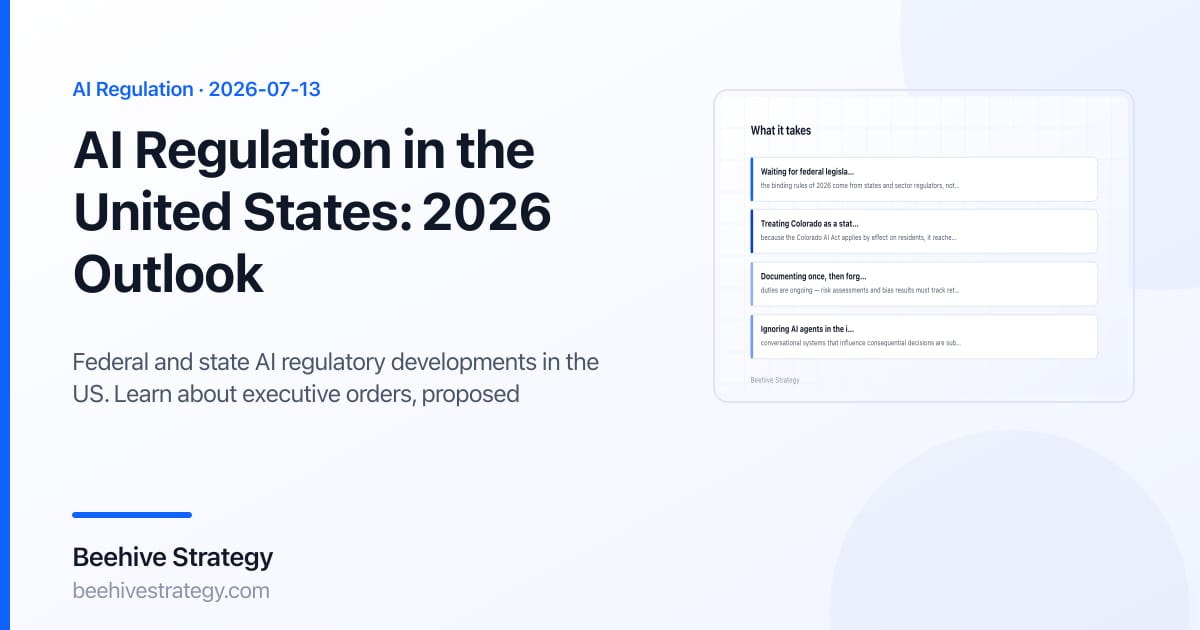 AI Regulation · 2026-07-13
AI Regulation in the
United States: 2026
Outlook
Federal and state AI regulatory developments in the
US. Learn about executive orders, proposed
Beehive Strategy
beehivestrategy.com
What it takes
Waiting for federal legisla...
the binding rules of 2026 come from states and sector regulators, not...
Treating Colorado as a stat...
because the Colorado AI Act applies by effect on residents, it reache...
Documenting once, then forg...
duties are ongoing — risk assessments and bias results must track ret...
Ignoring AI agents in the i...
conversational systems that influence consequential decisions are sub...
Beehive Strategy